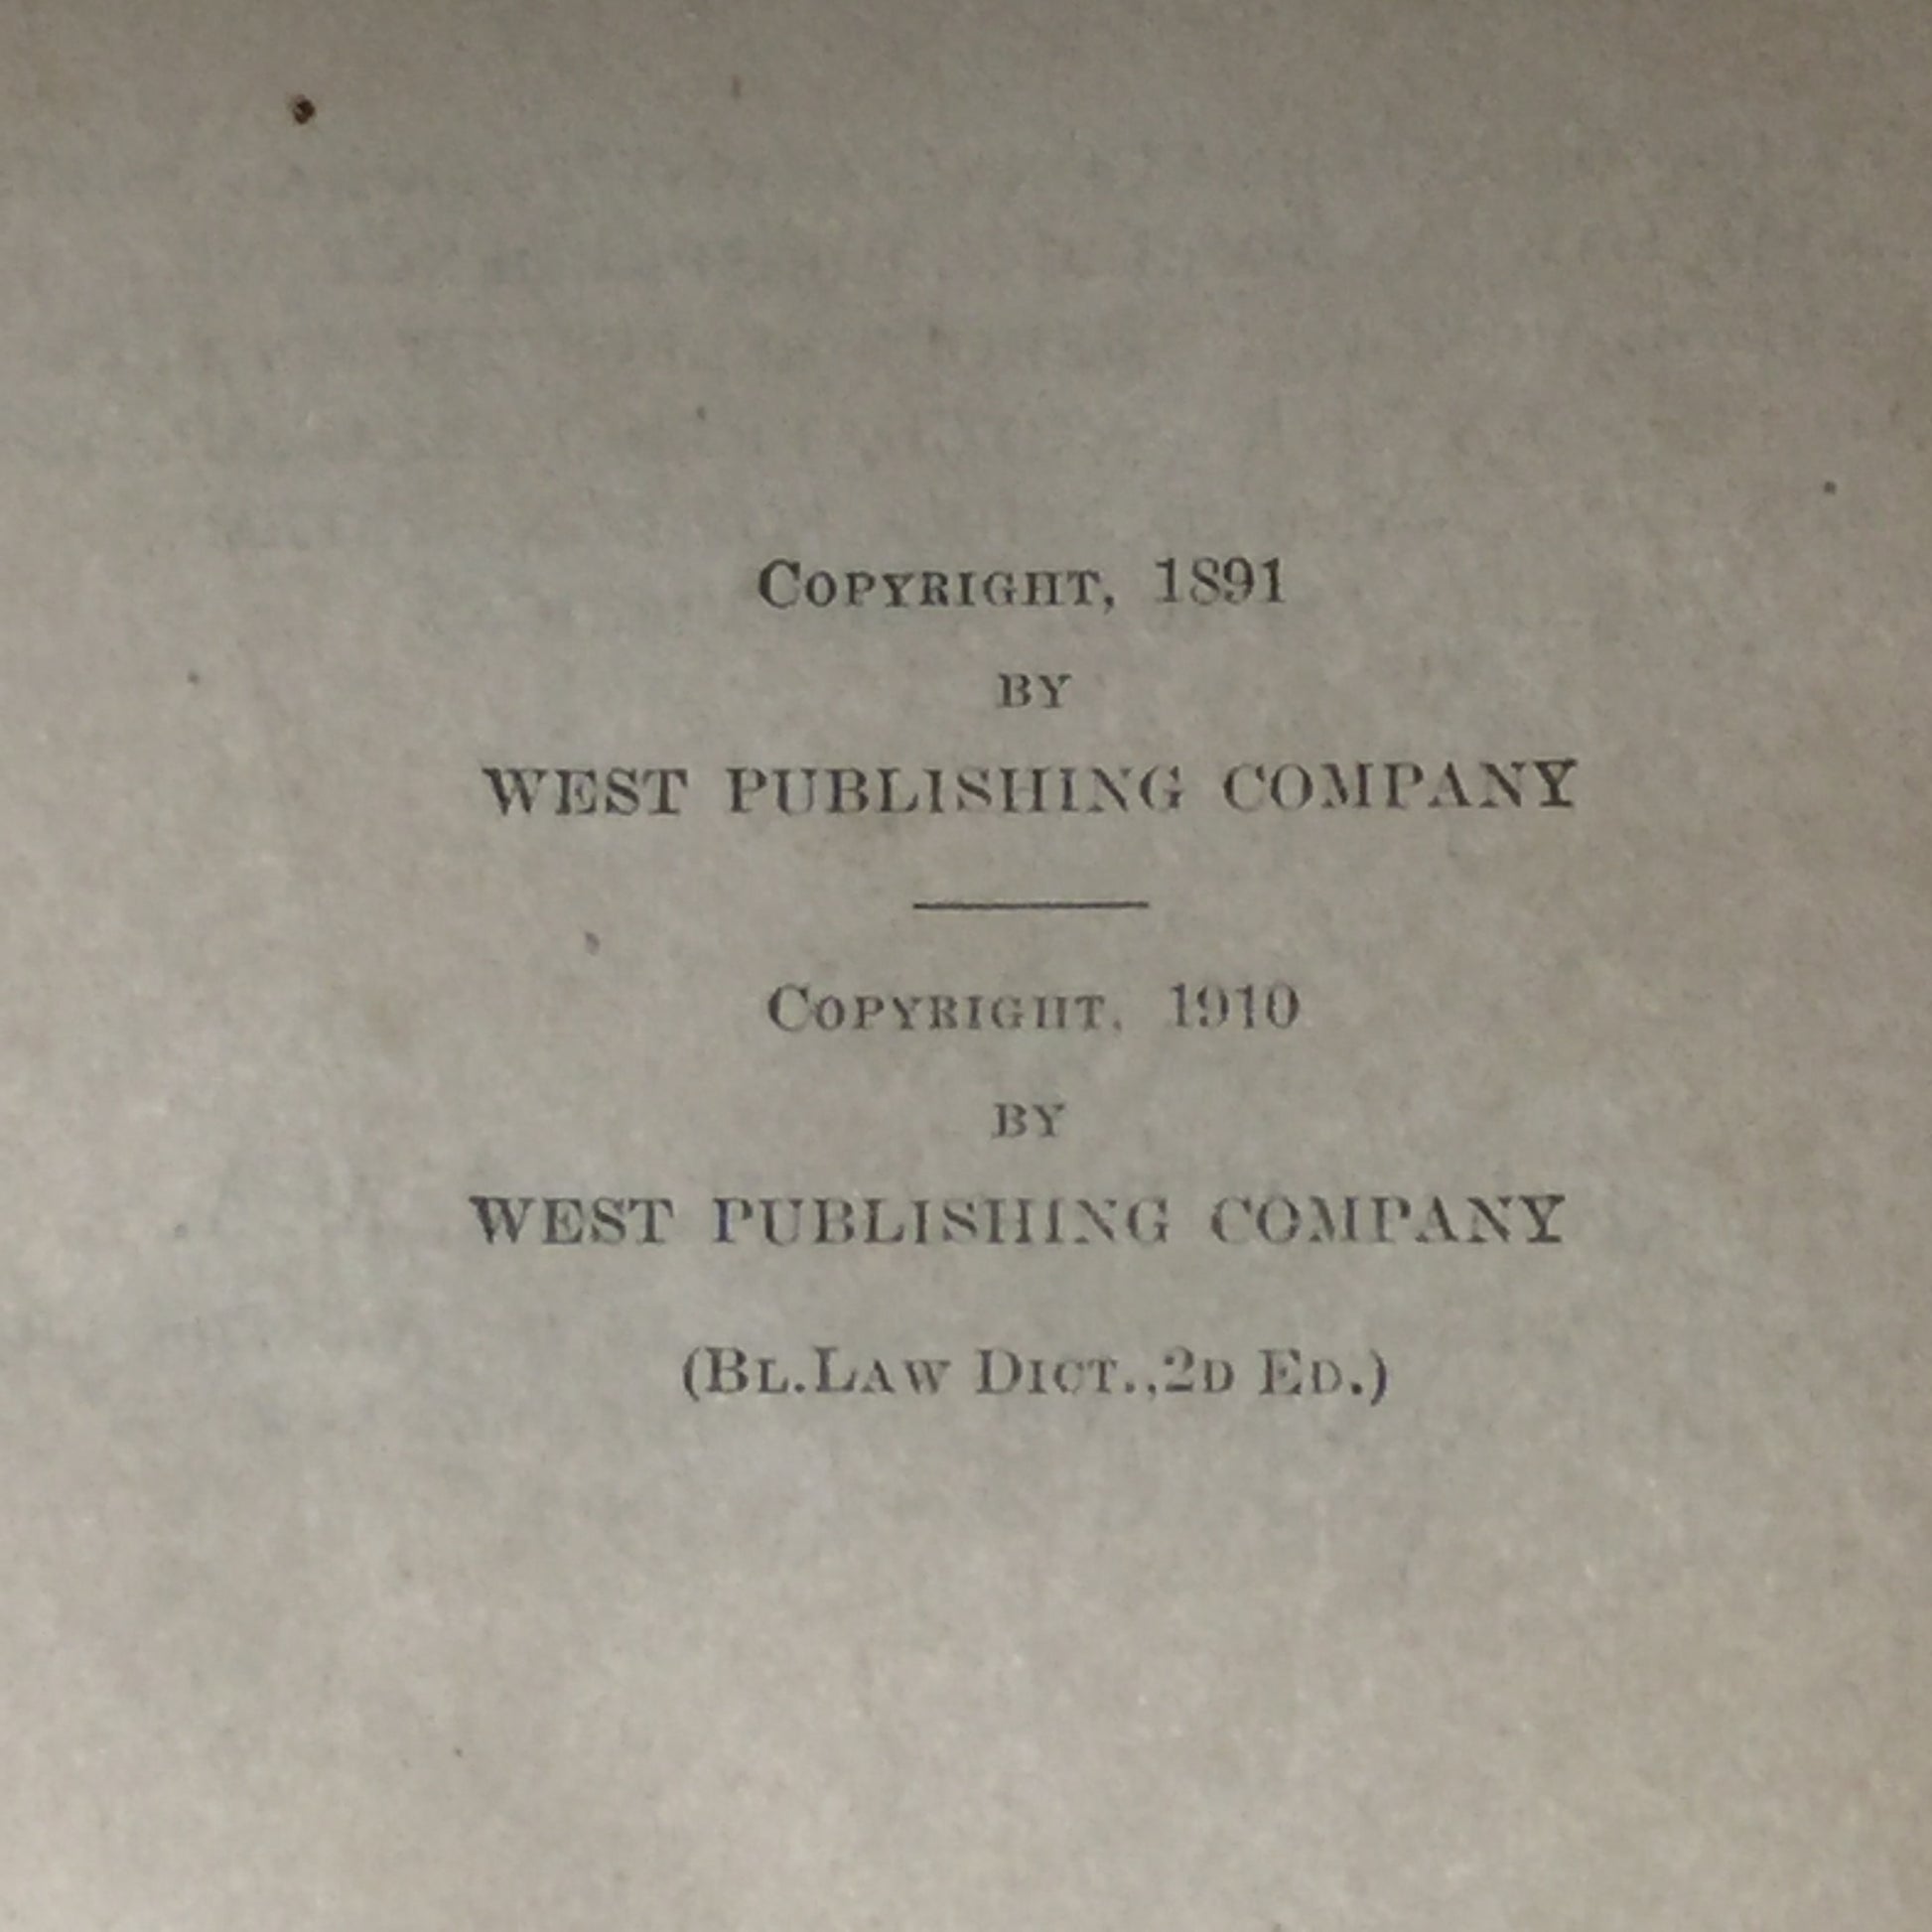 COPYRIGHT, 1891
BY
WEST PUBLISHING COMPANY
COPYRIGHT, 1910
BY
WEST PUBLISHING COMPANY
(BL.LAW DICT.,2D ED.)